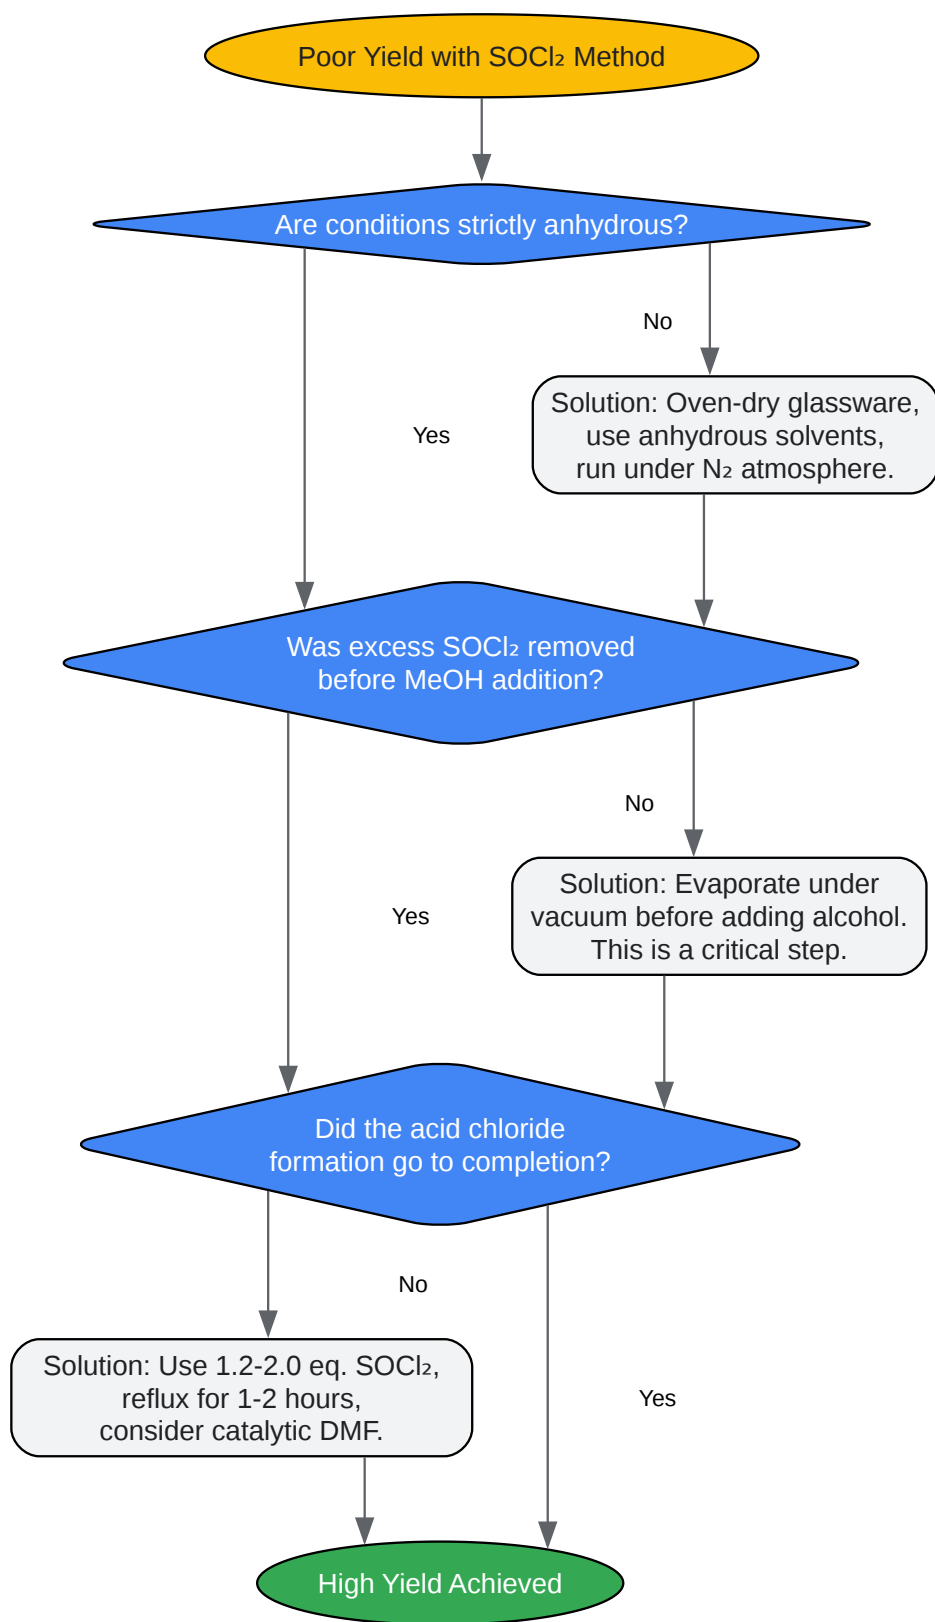 Poor Yield with SOCl₂ Method
Are conditions strictly anhydrous?
No
Solution: Oven-dry glassware,
use anhydrous solvents,
run under N₂ atmosphere.
Yes
Was excess SOCl₂ removed
before MeOH addition?
No
Solution: Evaporate under
vacuum before adding alcohol.
This is a critical step.
Yes
Did the acid chloride
formation go to completion?
No
Solution: Use 1.2-2.0 eq. SOCl₂,
reflux for 1-2 hours,
consider catalytic DMF.
Yes
High Yield Achieved